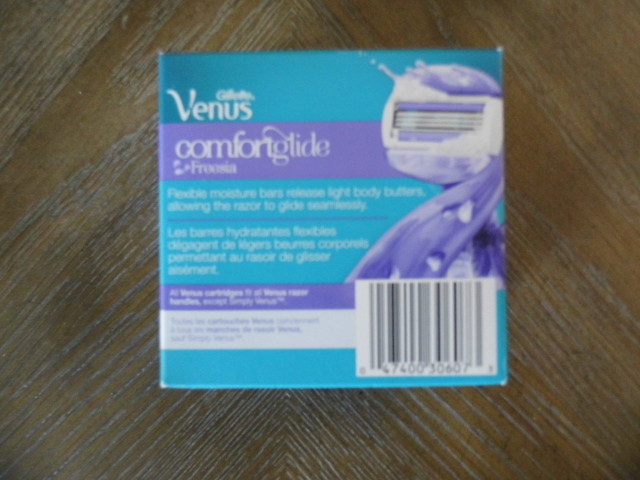 Gillette
Venus
comfortglide
Freesia
Flexible moisture bars release light body butters,
allowing the razor to glide seamlessly.
Les barres hydratantes flexibles
dégagent de légers beurres corporels
permettant au rasoir de glisser
aisément.
All Venus cartridges fit all Venus razor
handles, except Simply Venus™
Toutes les cartouches Venus conviennent
à tous les manches de rasoir Venus,
sauf Simply Venus™
0 47400 30607